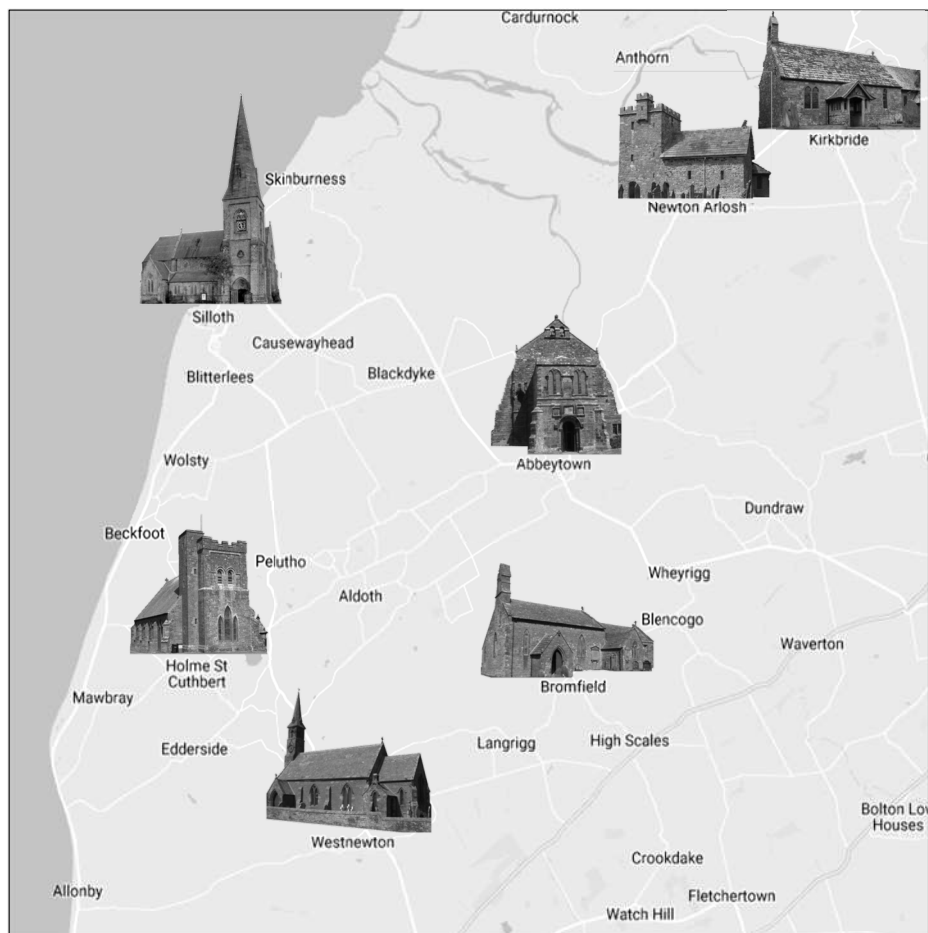 Cardurnock
Anthorn
Kirkbride
Skinburness
Newton Arlosh
Silloth
Causewayhead
Blitterlees
Blackdyke
Wolsty
Abbeytown
Beckfoot
Dundraw
Pelutho
Wheyrigg
Aldoth
Blencogo
Waverton
Holme St
Cuthbert
Bromfield
Mawbray
Edderside
Langrigg
High Scales
Bolton Low
Houses
Westnewton
Crookdake
Allonby
Fletchertown
Watch Hill